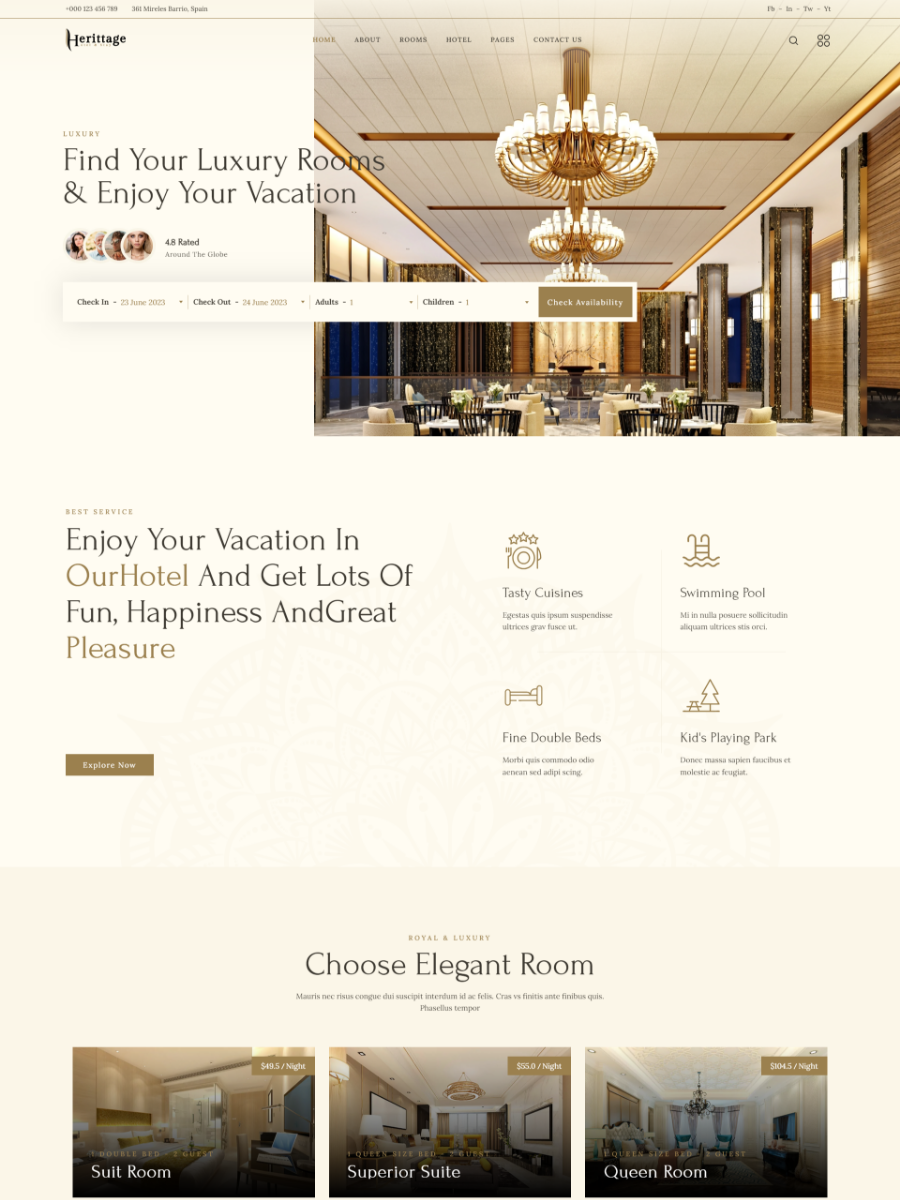 +000 123 456 789 361 Mireles Barrio, Spain Fb - In - Tw - Yt
Herittage HOME ABOUT ROOMS HOTEL PAGES CONTACT US
LUXURY
Find Your Luxury Rooms
& Enjoy Your Vacation
4.8 Rated
Around The Globe
Check In - 23 June 2023 Check Out - 24 June 2023 Adults - 1 Children - 1 Check Availability
BEST SERVICE
Enjoy Your Vacation In
OurHotel And Get Lots Of
Fun, Happiness AndGreat
Pleasure
Explore Now
Tasty Cuisines
Egestas quis ipsum suspendisse
ultrices grav fusce ut.
Swimming Pool
Mi in nulla posuere sollicitudin
aliquam ultrices stis orci.
Fine Double Beds
Morbi quis commodo odio
aenean sed adipi scing.
Kid's Playing Park
Donec massa sapien faucibus et
molestie ac feugiat.
ROYAL & LUXURY
Choose Elegant Room
Mauris nec risus congue dui suscipit interdum id ac felis. Cras vs finitis ante finibus quis.
Phasellus tempor
$49.5 / Night
1 DOUBLE BED - 2 GUEST
Suit Room
$55.0 / Night
1 QUEEN SIZE BED - 2 GUEST
Superior Suite
$104.5 / Night
1 QUEEN SIZE BED - 2 GUEST
Queen Room